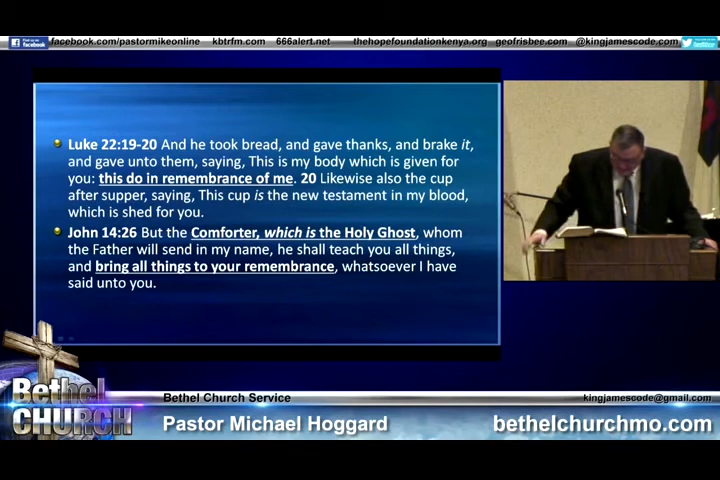 Find us on
facebook
facebook.com/pastormikeonline kbtrfm.com 666alert.net thehopefoundationkenya.org geofrisbee.com @kingjamescode.com
Luke 22:19-20 And he took bread, and gave thanks, and brake it,
and gave unto them, saying, This is my body which is given for
you: this do in remembrance of me. 20 Likewise also the cup
after supper, saying, This cup is the new testament in my blood,
which is shed for you.
John 14:26 But the Comforter, which is the Holy Ghost, whom
the Father will send in my name, he shall teach you all things,
and bring all things to your remembrance, whatsoever I have
said unto you.
Bethel
CHURCH
Bethel Church Service
kingjamescode@gmail.com
Pastor Michael Hoggard
bethelchurchmo.com